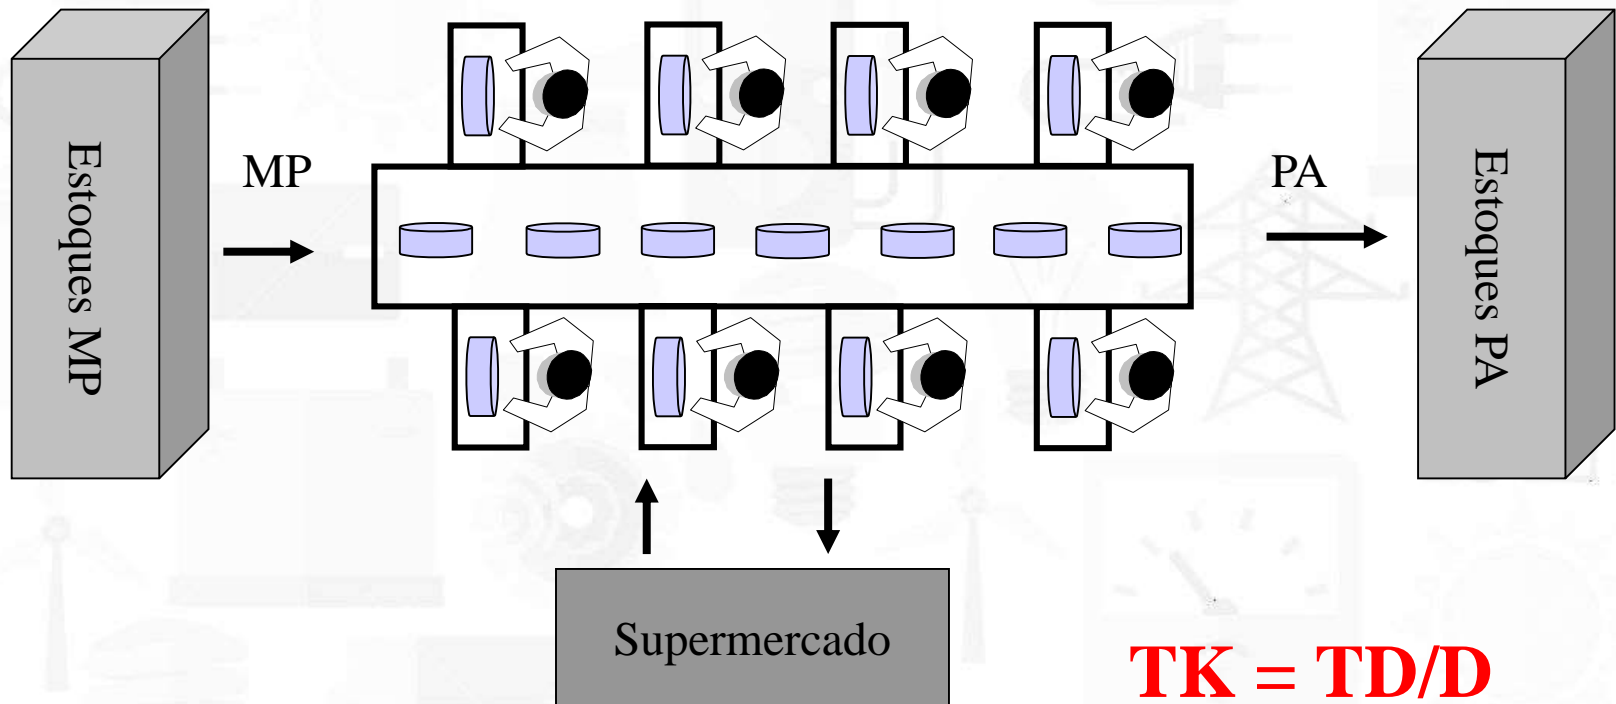 Estoques MP
MP
PA
Estoques PA
Supermercado
TK = TD/D